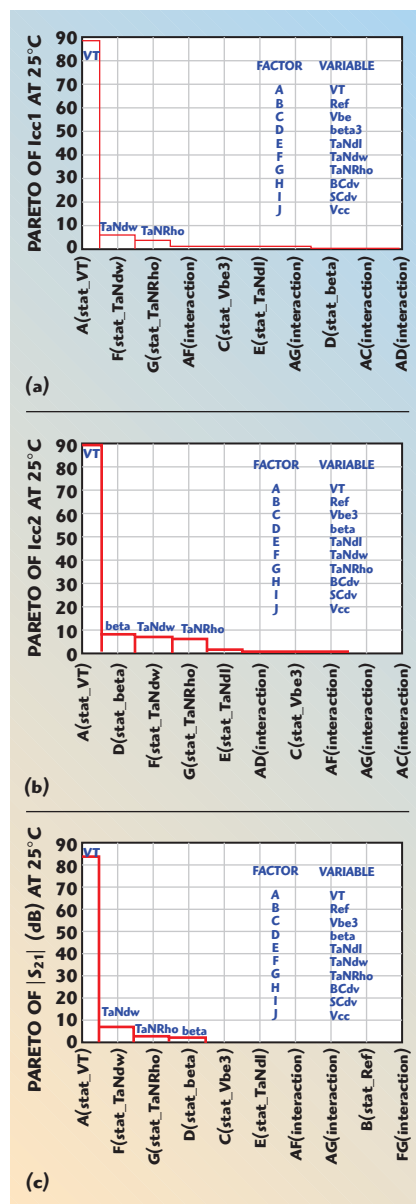 PARETO OF Icc1 AT 25°C
90
80
70
60
50
40
30
20
10
0
VT
TaNdw
TaNRho
FACTOR VARIABLE
A VT
B Ref
C Vbe
D beta3
E TaNdl
F TaNdw
G TaNRho
H BCdv
I SCdv
J Vcc
A(stat_VT)
F(stat_TaNdw)
G(stat_TaNRho)
AF(interaction)
C(stat_Vbe3)
E(stat_TaNdl)
AG(interaction)
D(stat_beta)
AC(interaction)
AD(interaction)
(a)
PARETO OF Icc2 AT 25°C
90
80
70
60
50
40
30
20
10
0
VT
beta
TaNdw
TaNRho
FACTOR VARIABLE
A VT
B Ref
C Vbe3
D beta
E TaNdl
F TaNdw
G TaNRho
H BCdv
I SCdv
J Vcc
A(stat_VT)
D(stat_beta)
F(stat_TaNdw)
G(stat_TaNRho)
E(stat_TaNdl)
AD(interaction)
C(stat_Vbe3)
AF(interaction)
AG(interaction)
AC(interaction)
(b)
PARETO OF |S21| (dB) AT 25°C
90
80
70
60
50
40
30
20
10
0
VT
TaNdw
TaNRho
beta
FACTOR VARIABLE
A VT
B Ref
C Vbe3
D beta
E TaNdl
F TaNdw
G TaNRho
H BCdv
I SCdv
J Vcc
A(stat_VT)
F(stat_TaNdw)
G(stat_TaNRho)
D(stat_beta)
C(stat_Vbe3)
E(stat_TaNdl)
AF(interaction)
AG(interaction)
B(stat_Ref)
FG(interaction)
(c)